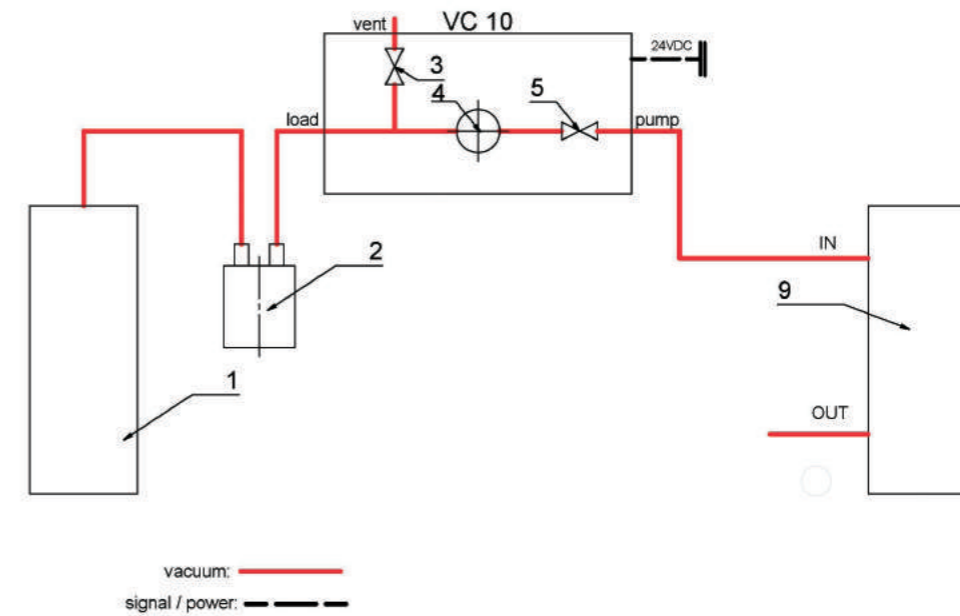 vent
VC 10
24VDC
3
4
5
load
pump
2
IN
9
1
OUT
vacuum:
signal / power: